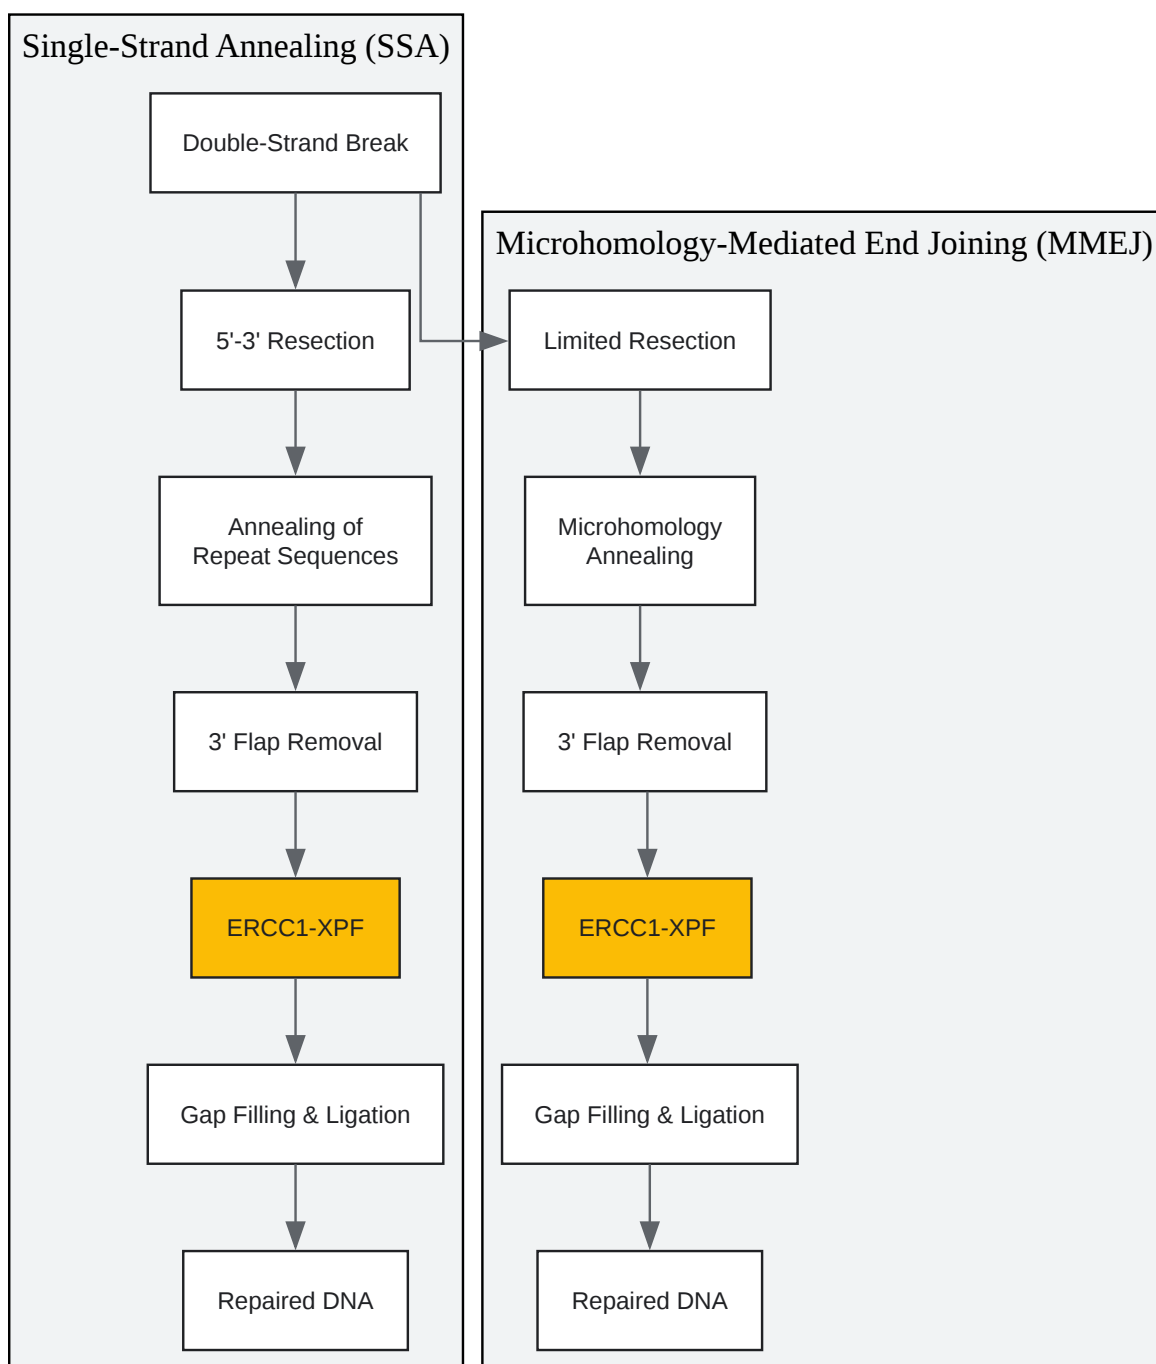 Single-Strand Annealing (SSA)
Double-Strand Break
5'-3' Resection
Annealing of
Repeat Sequences
3' Flap Removal
ERCC1-XPF
Gap Filling & Ligation
Repaired DNA
Microhomology-Mediated End Joining (MMEJ)
Limited Resection
Microhomology
Annealing
3' Flap Removal
ERCC1-XPF
Gap Filling & Ligation
Repaired DNA